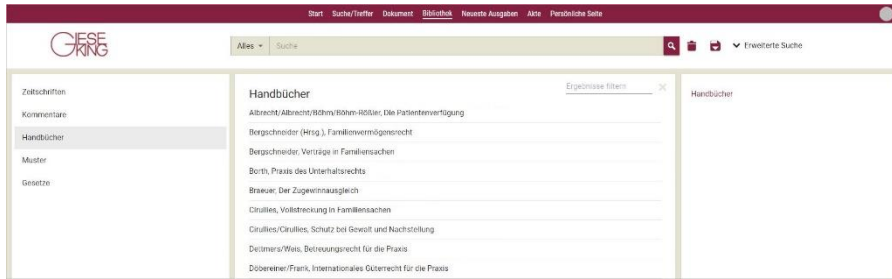 Start Suche/Treffer Dokument Bibliothek Neueste Ausgaben Akte Persönliche Seite
GIESE
KING
Alles Suche
Erweiterte Suche
Zeitschriften
Kommentare
Handbücher
Muster
Gesetze
Handbücher
Ergebnisse filtern
Albrecht/Albrecht/Böhm/Böhm-Rößler, Die Patientenverfügung
Bergschneider (Hrsg.), Familienvermögensrecht
Bergschneider, Verträge in Familiensachen
Borth, Praxis des Unterhaltsrechts
Braeuer, Der Zugewinnausgleich
Cirullies, Vollstreckung in Familiensachen
Cirullies/Cirullies, Schutz bei Gewalt und Nachstellung
Dettmers/Weis, Betreuungsrecht für die Praxis
Döbereiner/Frank, Internationales Güterrecht für die Praxis
Handbücher